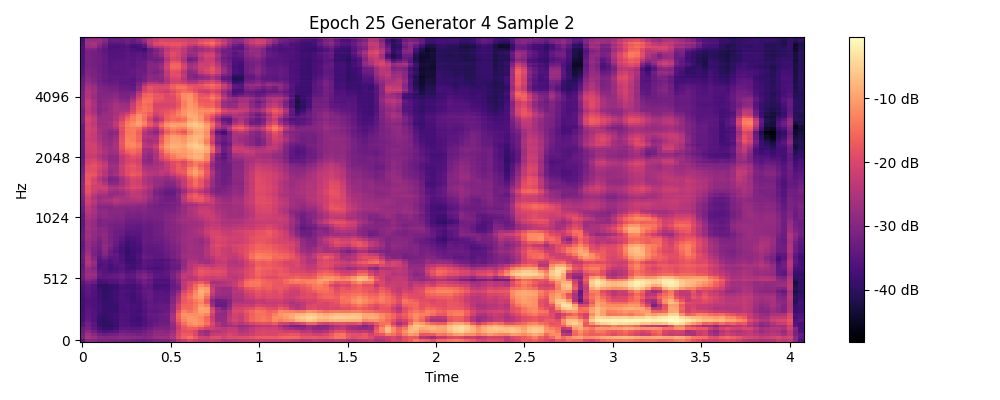 Epoch 25 Generator 4 Sample 2
Hz
4096
2048
1024
512
0
0 0.5 1 1.5 2 2.5 3 3.5 4
Time
-10 dB
-20 dB
-30 dB
-40 dB